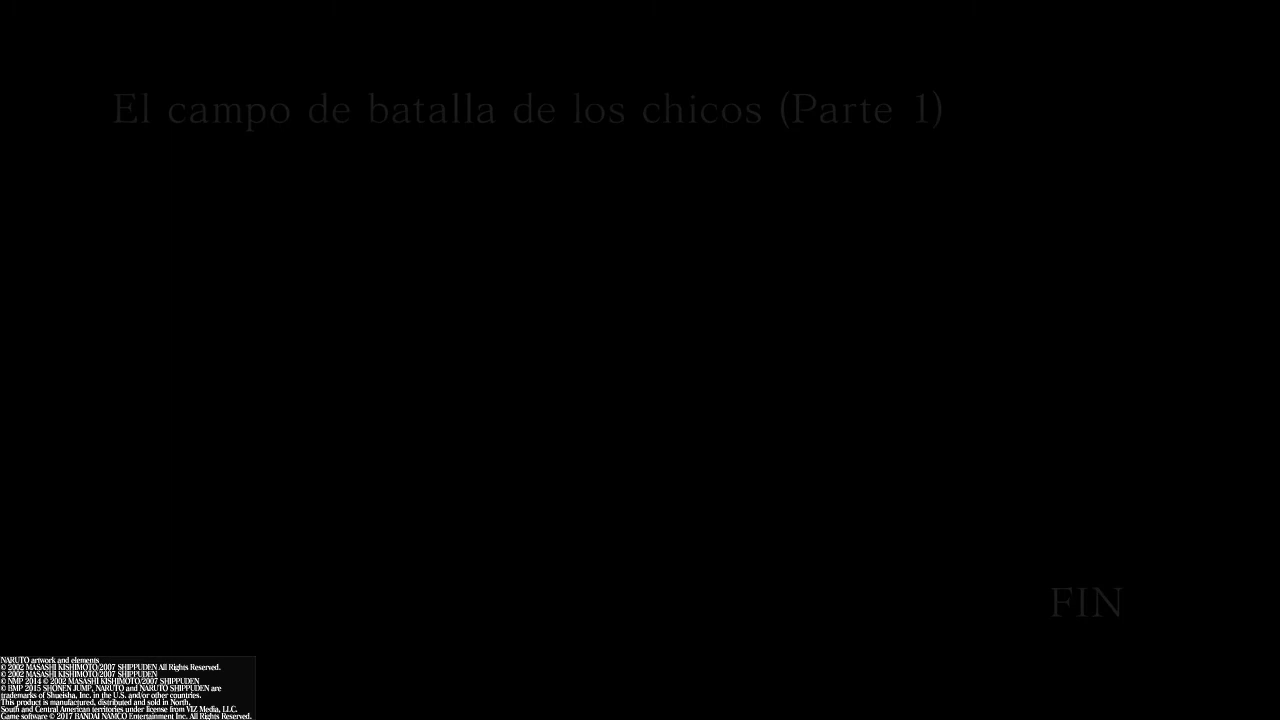 El campo de batalla de los chicos (Parte 1)
FIN
NARUTO artwork and elements
© 2002 MASASHI KISHIMOTO/2007 SHIPPUDEN All Rights Reserved.
© 2002 MASASHI KISHIMOTO/2007 SHIPPUDEN
© NMP 2014 © 2002 MASASHI KISHIMOTO/2007 SHIPPUDEN
© BMP 2015 SHONEN JUMP, NARUTO and NARUTO SHIPPUDEN are
trademarks of Shueisha, Inc. in the U.S. and/or other countries.
This product is manufactured, distributed and sold in North,
South and Central American territories under license from VIZ Media, LLC.
Game software © 2017 BANDAI NAMCO Entertainment Inc. All Rights Reserved.